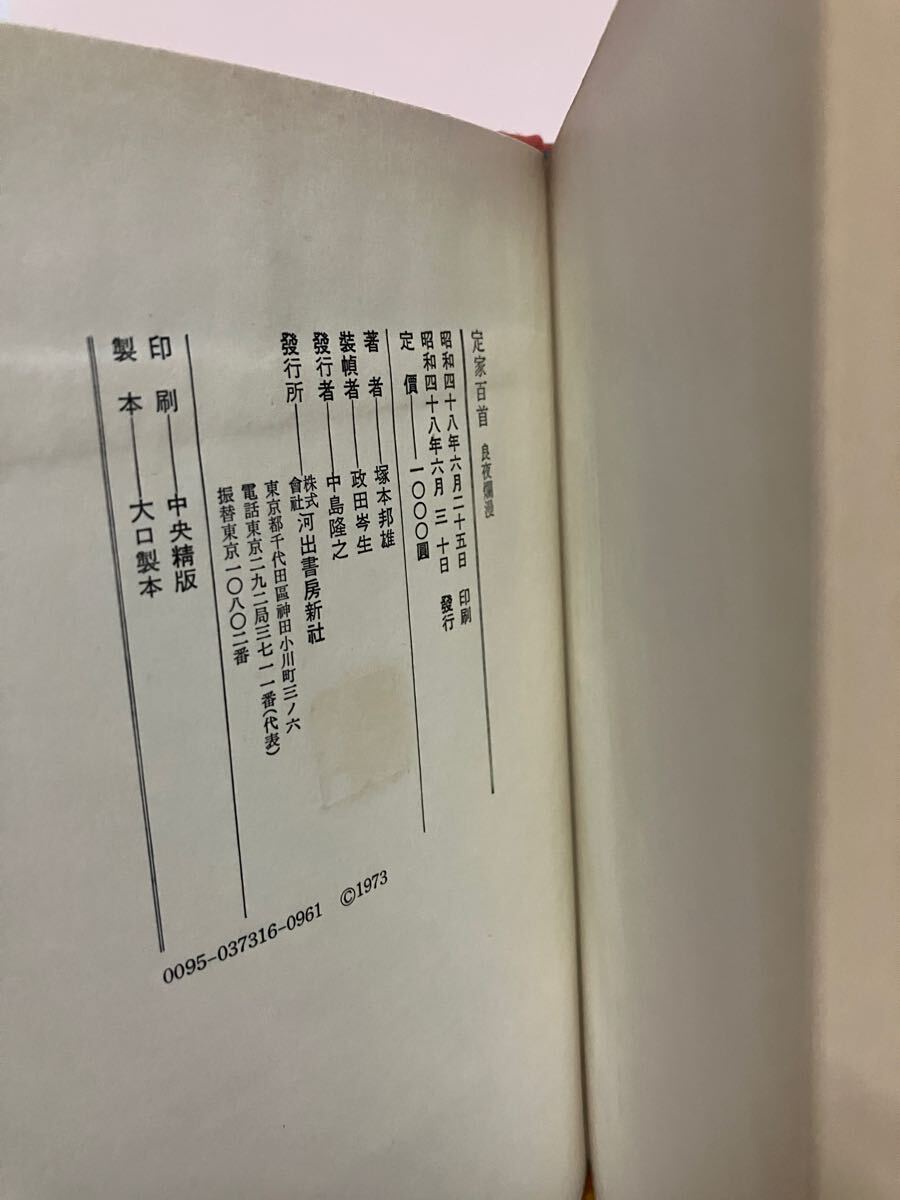 定家百首 良夜爛漫
昭和四十八年六月二十五日 印刷
昭和四十八年六月三十日 發行
定價――一〇〇〇圓
著者――塚本邦雄
裝幀者――政田岑生
發行者――中島隆之
發行所――株式會社河出書房新社
東京都千代田區神田小川町三ノ六
電話東京二九二局三七一一番(代表)
振替東京一〇八〇二番
印刷――中央精版
製本――大口製本
0095-037316-0961 ©1973